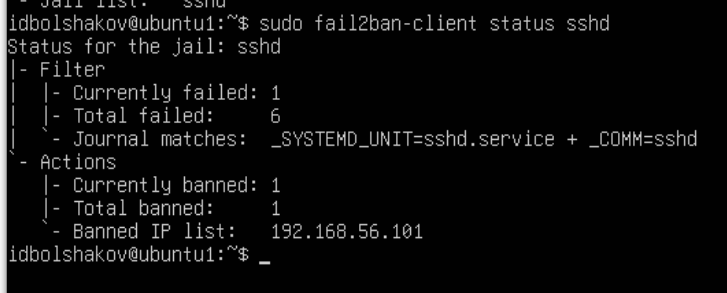 - Jail list:   sshd
idbolshakov@ubuntu1:~$ sudo fail2ban-client status sshd
Status for the jail: sshd
|- Filter
|  |- Currently failed: 1
|  |- Total failed:     6
|  `- Journal matches:  _SYSTEMD_UNIT=sshd.service + _COMM=sshd
`- Actions
   |- Currently banned: 1
   |- Total banned:     1
   `- Banned IP list:   192.168.56.101
idbolshakov@ubuntu1:~$ _